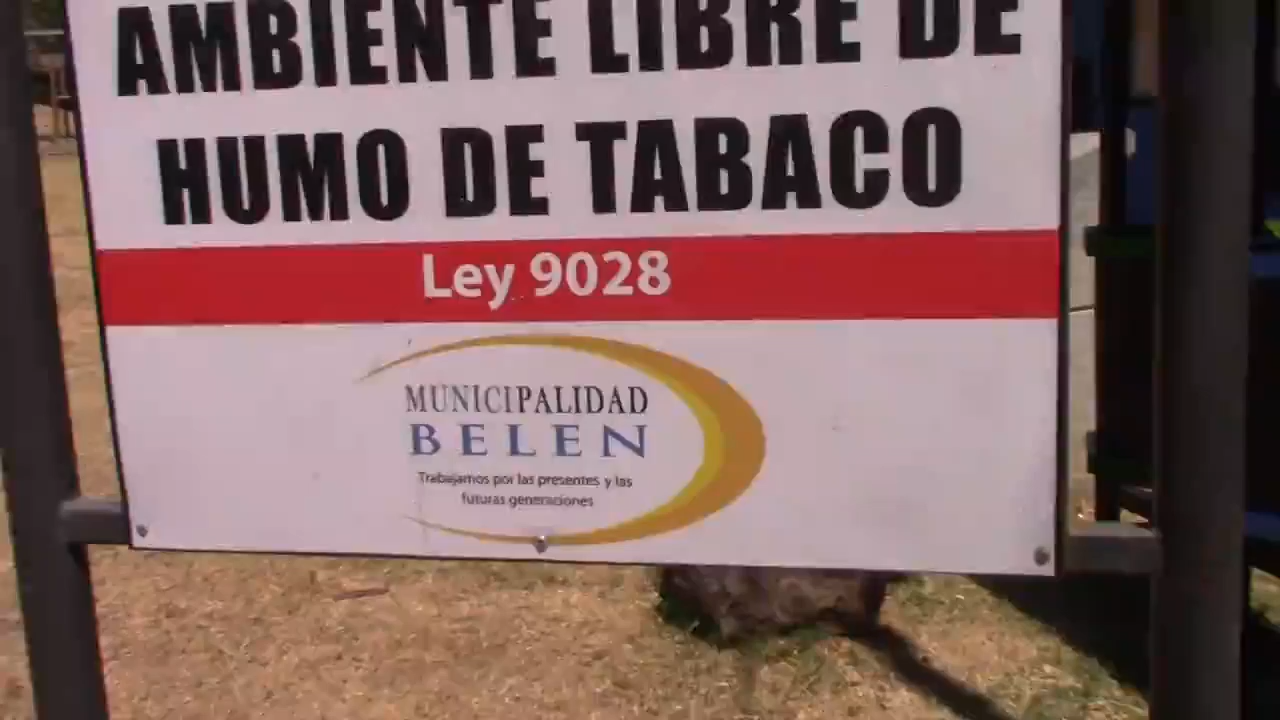 AMBIENTE LIBRE DE
HUMO DE TABACO
Ley 9028
MUNICIPALIDAD
BELEN
Trabajamos por las presentes y las
futuras generaciones